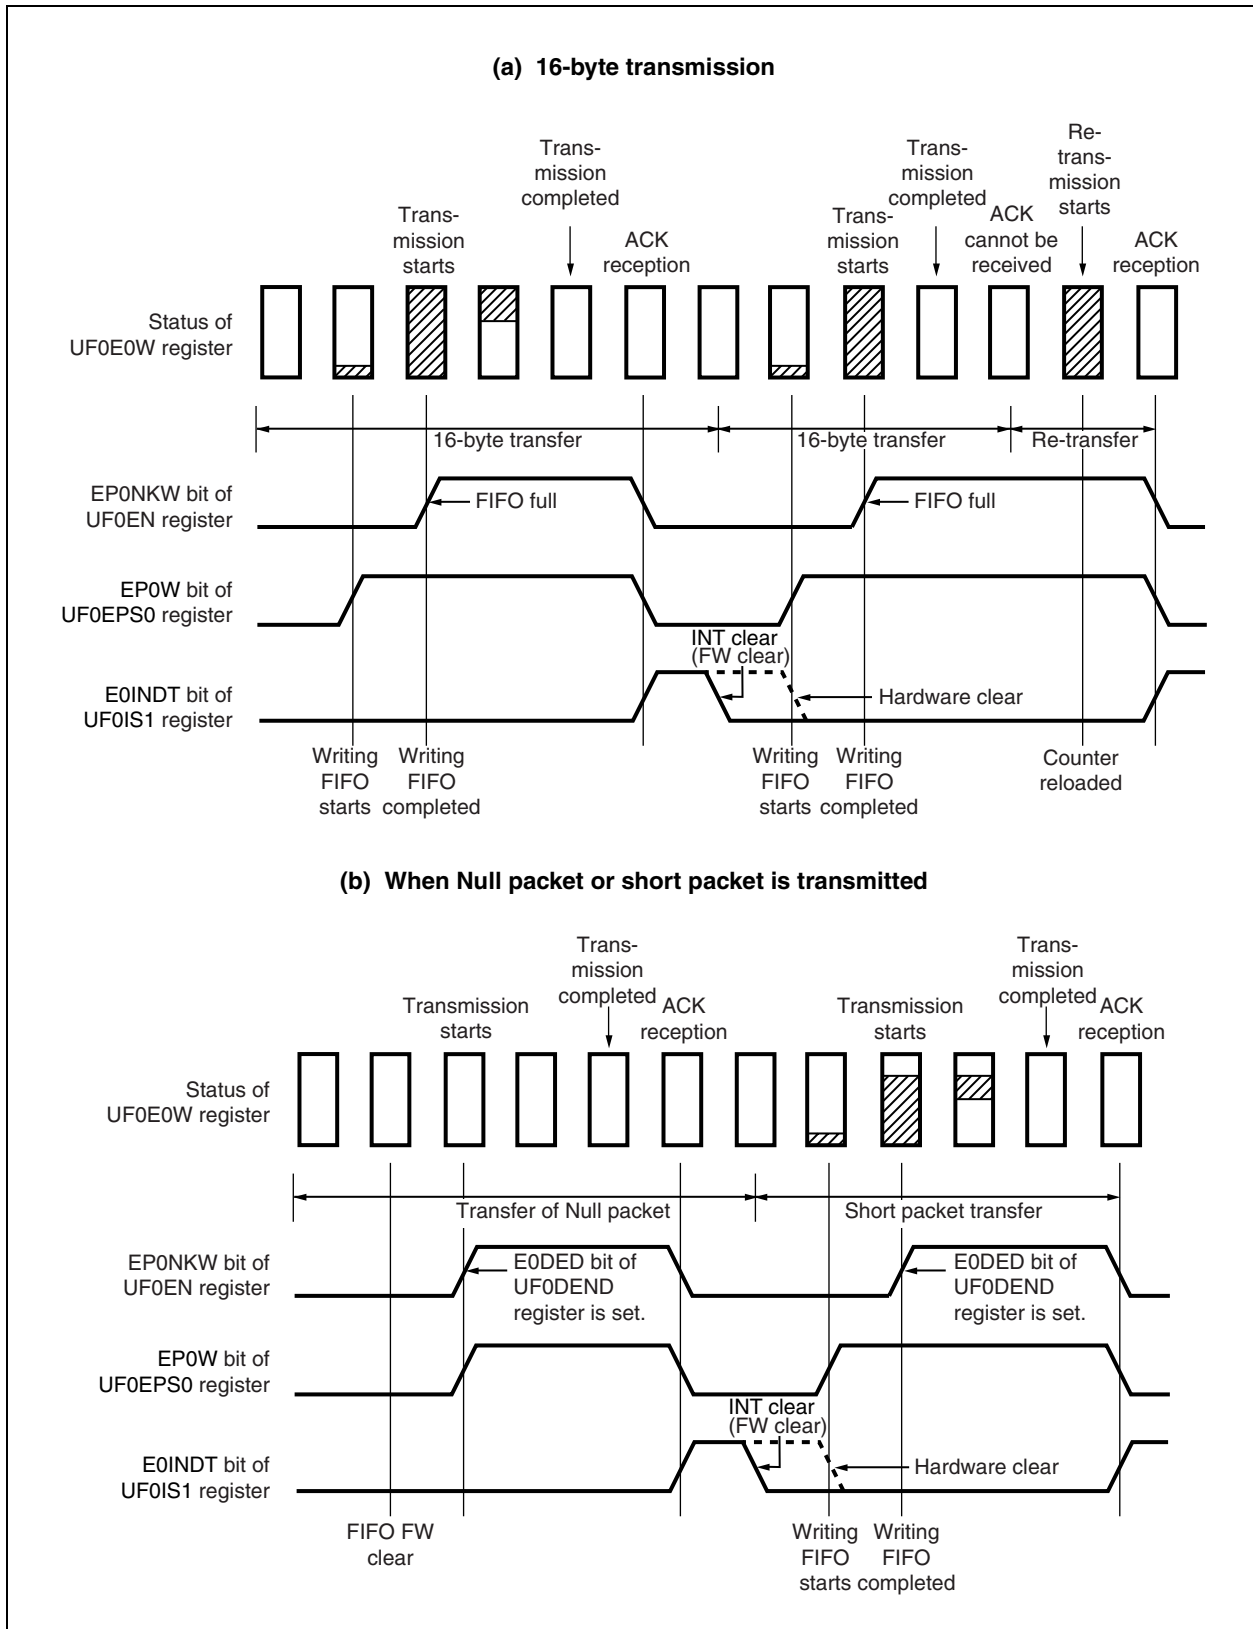 (a) 16-byte transmission
Trans-
mission
completed
Trans-
mission
completed
Re-
trans-
mission
starts
Trans-
mission
starts
ACK
reception
Trans-
mission
starts
ACK
cannot be
received
ACK
reception
Status of
UF0E0W register
16-byte transfer
16-byte transfer
Re-transfer
EP0NKW bit of
UF0EN register
FIFO full
FIFO full
EP0W bit of
UF0EPS0 register
INT clear
(FW clear)
E0INDT bit of
UF0IS1 register
Hardware clear
Writing
FIFO
starts
Writing
FIFO
completed
Writing
FIFO
starts
Writing
FIFO
completed
Counter
reloaded
(b) When Null packet or short packet is transmitted
Trans-
mission
completed
Trans-
mission
completed
Transmission
starts
ACK
reception
Transmission
starts
ACK
reception
Status of
UF0E0W register
Transfer of Null packet
Short packet transfer
EP0NKW bit of
UF0EN register
E0DED bit of
UF0DEND
register is set.
E0DED bit of
UF0DEND
register is set.
EP0W bit of
UF0EPS0 register
INT clear
(FW clear)
E0INDT bit of
UF0IS1 register
Hardware clear
FIFO FW
clear
Writing
FIFO
starts
Writing
FIFO
completed